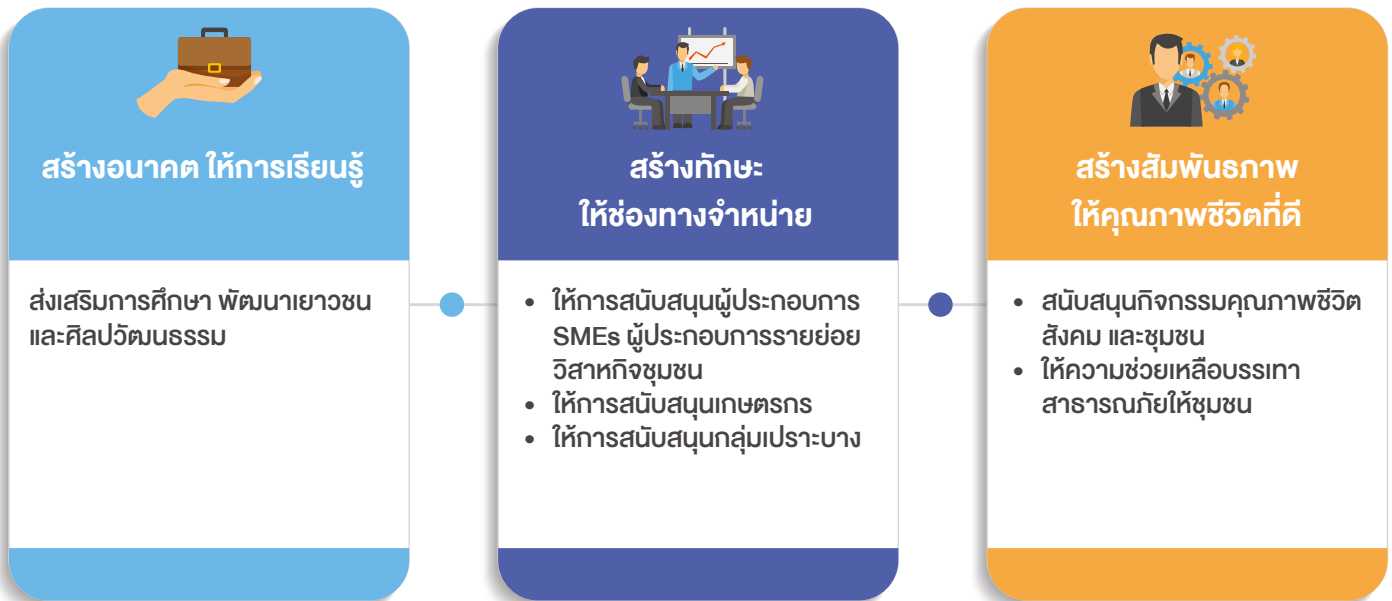 สร้างอนาคต ให้การเรียนรู้
ส่งเสริมการศึกษา พัฒนาเยาวชน
และศิลปวัฒนธรรม
สร้างทักษะ
ให้ช่องทางจำหน่าย
• ให้การสนับสนุนผู้ประกอบการ
SMEs ผู้ประกอบการรายย่อย
วิสาหกิจชุมชน
• ให้การสนับสนุนเกษตรกร
• ให้การสนับสนุนกลุ่มเปราะบาง
สร้างสัมพันธภาพ
ให้คุณภาพชีวิตที่ดี
• สนับสนุนกิจกรรมคุณภาพชีวิต
สังคม และชุมชน
• ให้ความช่วยเหลือบรรเทา
สาธารณภัยให้ชุมชน